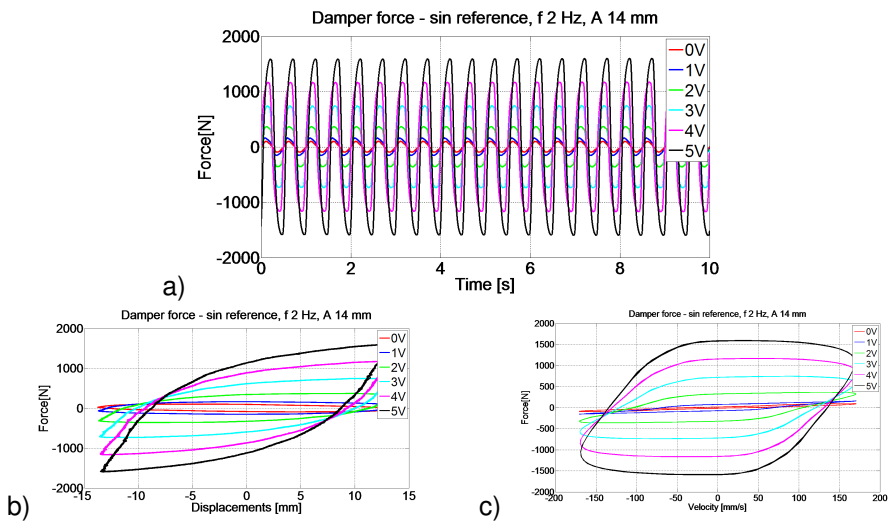 Damper force - sin reference, f 2 Hz, A 14 mm
2000
1000
0
-1000
-2000
Force[N]
0V
1V
2V
3V
4V
5V
0 2 4 6 8 10
Time [s]
a)
Damper force - sin reference, f 2 Hz, A 14 mm
2000
1500
1000
500
0
-500
-1000
-1500
-2000
Force[N]
0V
1V
2V
3V
4V
5V
-15 -10 -5 0 5 10 15
Displacements [mm]
b)
Damper force - sin reference, f 2 Hz, A 14 mm
2000
1500
1000
500
0
-500
-1000
-1500
-2000
Force[N]
0V
1V
2V
3V
4V
5V
-200 -150 -100 -50 0 50 100 150 200
Velocity [mm/s]
c)